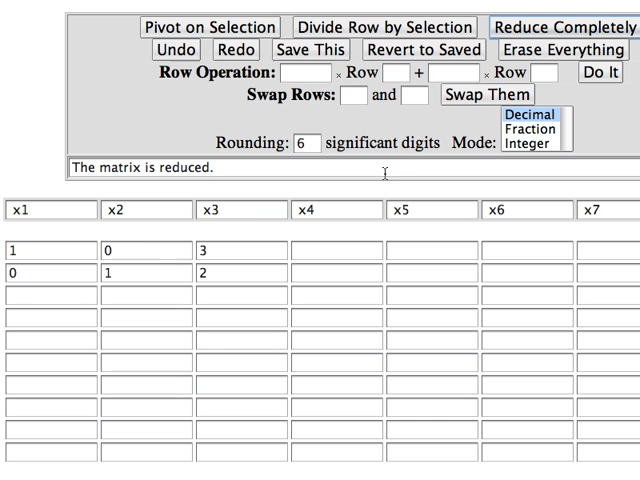 Pivot on Selection Divide Row by Selection Reduce Completely
Undo Redo Save This Revert to Saved Erase Everything
Row Operation: × Row + × Row Do It
Swap Rows: and Swap Them
Decimal
Fraction
Rounding: 6 significant digits Mode: Integer
The matrix is reduced.
x1 x2 x3 x4 x5 x6 x7
1 0 3
0 1 2